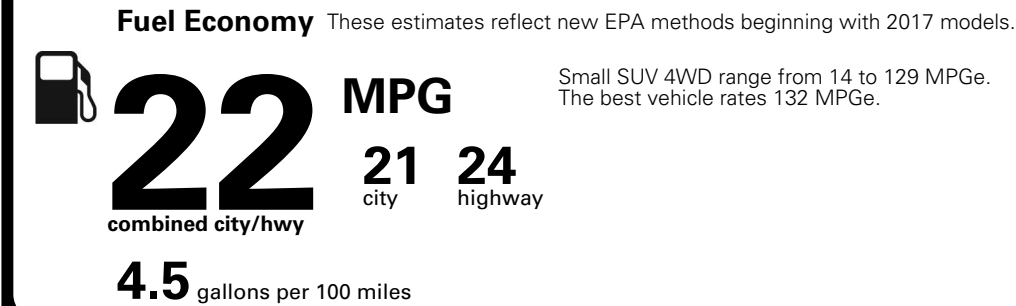 Fuel Economy These estimates reflect new EPA methods beginning with 2017 models.
22 MPG
Small SUV 4WD range from 14 to 129 MPGe.
The best vehicle rates 132 MPGe.
21 24
city highway
combined city/hwy
4.5 gallons per 100 miles